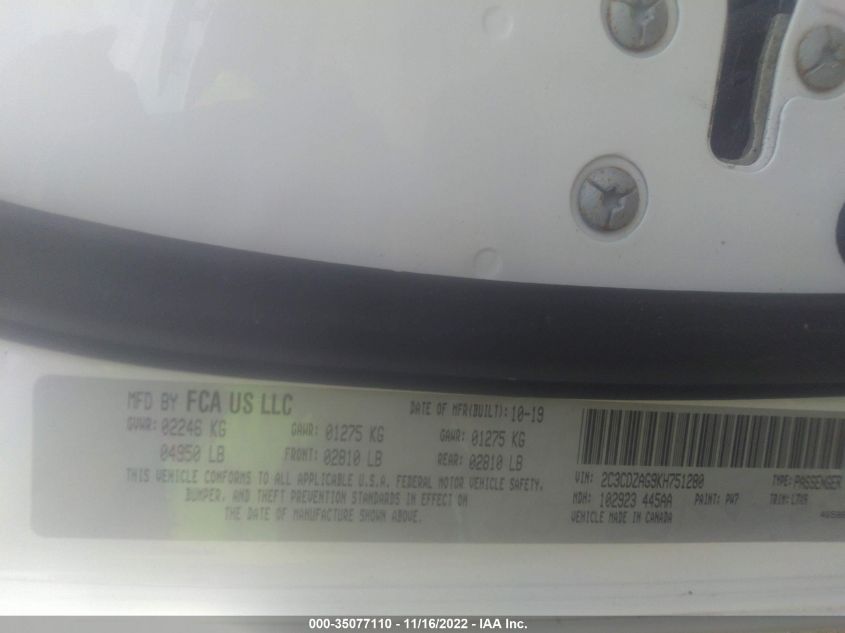 MFD BY FCA US LLC DATE OF MFR(BUILT): 10-19
GVWR: 02246 KG GAWR: 01275 KG GAWR: 01275 KG
04950 LB FRONT: 02810 LB REAR: 02810 LB
THIS VEHICLE CONFORMS TO ALL APPLICABLE U.S.A. FEDERAL MOTOR VEHICLE SAFETY,
BUMPER, AND THEFT PREVENTION STANDARDS IN EFFECT ON
THE DATE OF MANUFACTURE SHOWN ABOVE.
VIN: 2C3CDZAG9KH751280 TYPE: PASSENGER
MDH: 102923 445AA PAINT: PW7 TRIM:
VEHICLE MADE IN CANADA
000-35077110 - 11/16/2022 - IAA Inc.